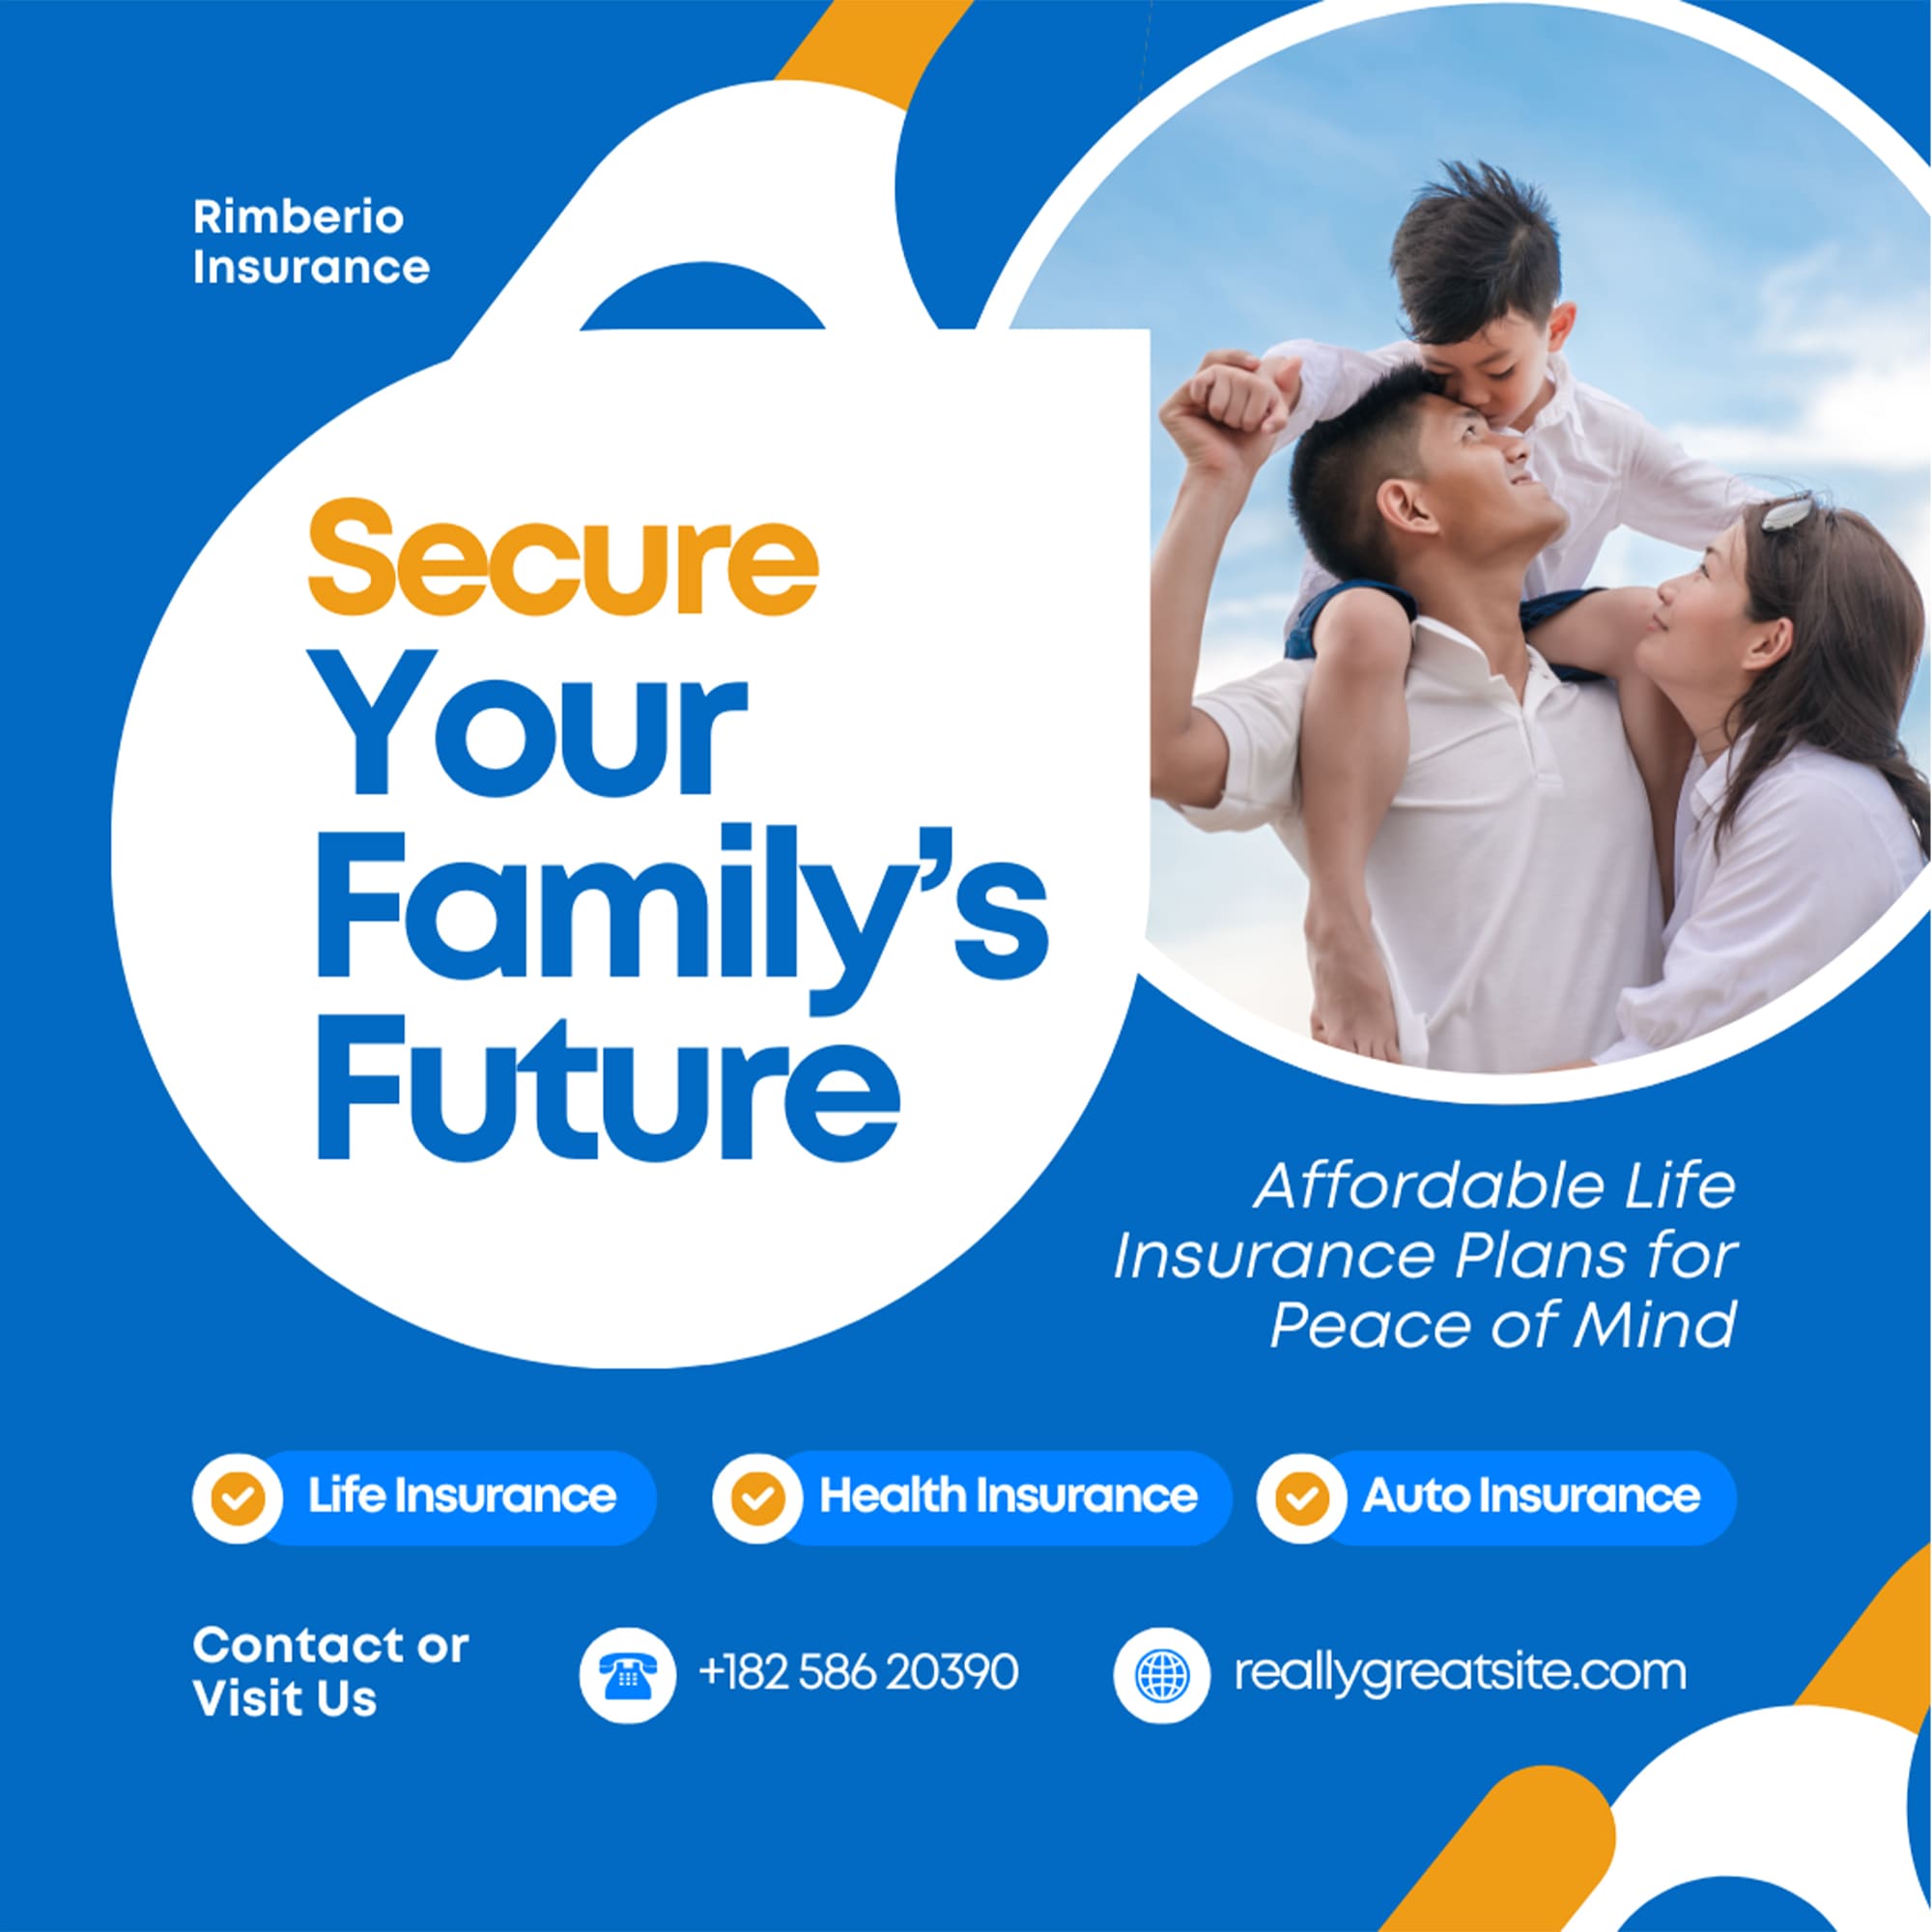 Rimberio
Insurance
Secure
Your
Family’s
Future
Affordable Life
Insurance Plans for
Peace of Mind
Life Insurance
Health Insurance
Auto Insurance
Contact or
Visit Us
+182 586 20390
reallygreatsite.com